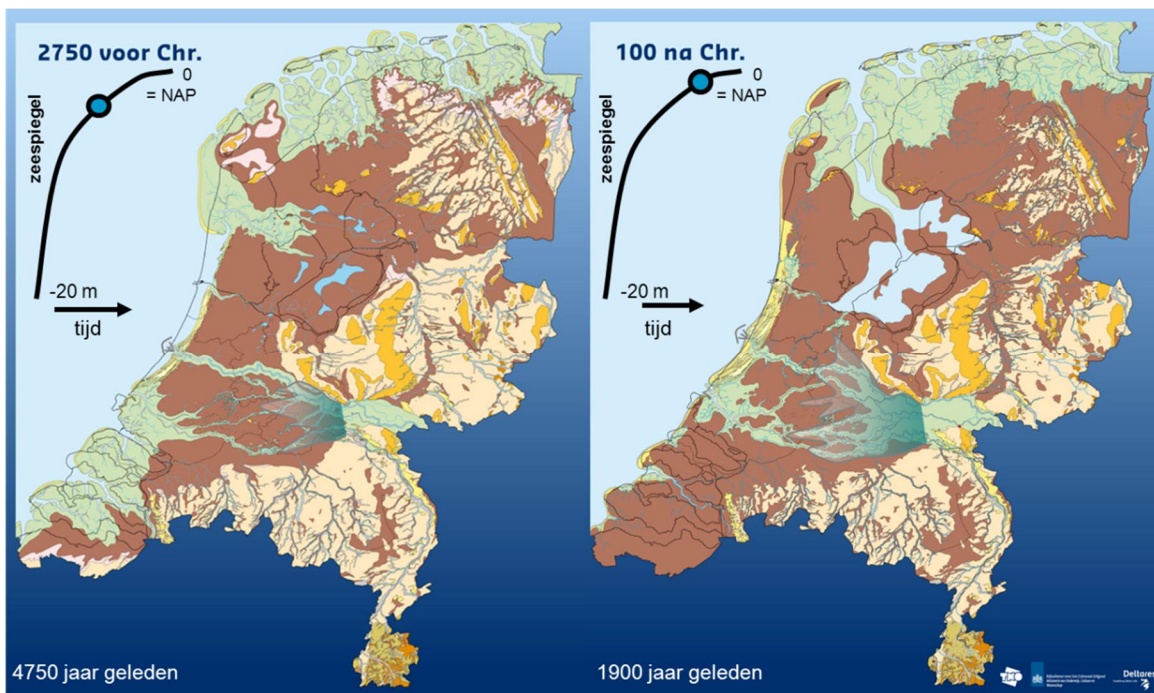 2750 voor Chr.
0
= NAP
zeespiegel
-20 m
tijd
4750 jaar geleden
100 na Chr.
0
= NAP
zeespiegel
-20 m
tijd
1900 jaar geleden
Deltares